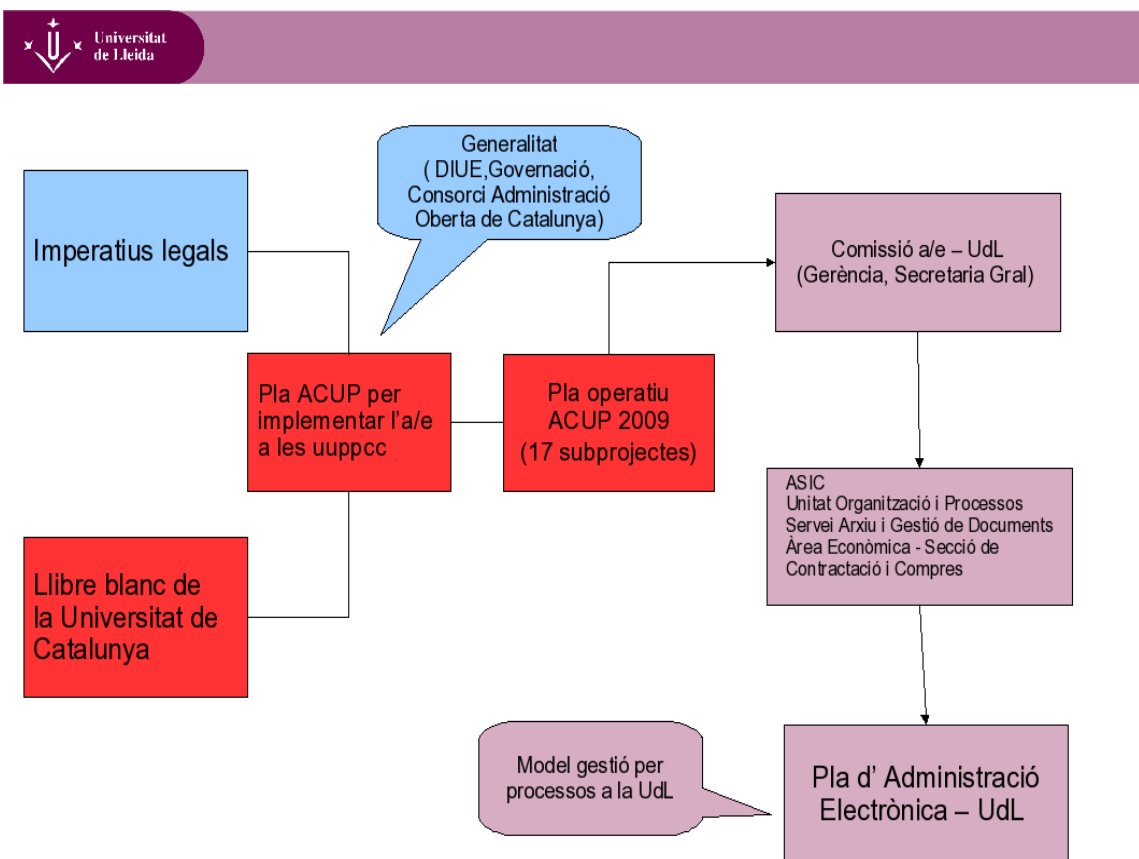 Universitat
de Lleida
Generalitat
( DIUE,Governació,
Consorci Administració
Oberta de Catalunya)
Imperatius legals
Comissió a/e – UdL
(Gerència, Secretaria Gral)
Pla ACUP per
implementar l'a/e
a les uuppcc
Pla operatiu
ACUP 2009
(17 subprojectes)
ASIC
Unitat Organització i Processos
Servei Arxiu i Gestió de Documents
Àrea Econòmica - Secció de
Contractació i Compres
Llibre blanc de
la Universitat de
Catalunya
Model gestió per
processos a la UdL
Pla d' Administració
Electrònica – UdL